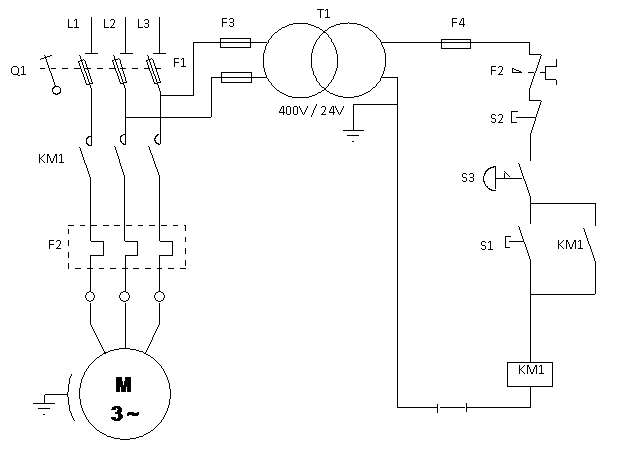 L1 L2 L3 F3 T1 F4
Q1 F1 F2
400V / 24V S2
KM1 S3
F2 S1 KM1
KM1
M
3~